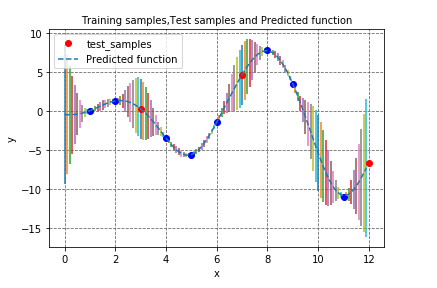 Training samples,Test samples and Predicted function
test_samples
Predicted function
10
5
0
−5
−10
−15
y
0 2 4 6 8 10 12
x